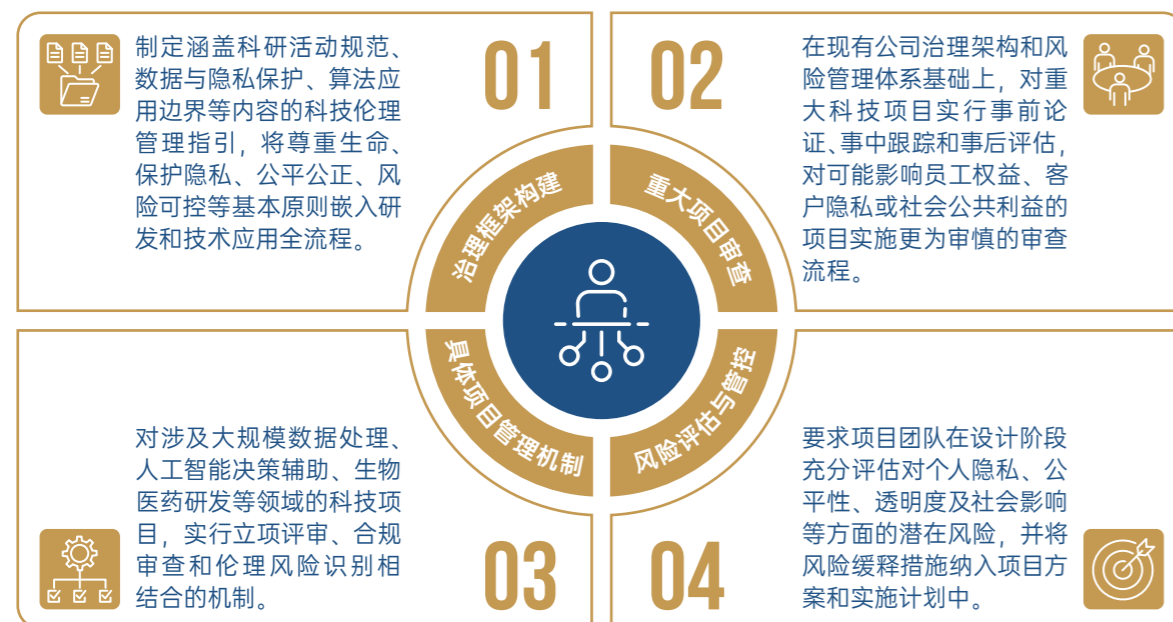 制定涵盖科研活动规范、
数据与隐私保护、算法应
用边界等内容的科技伦理
管理指引，将尊重生命、
保护隐私、公平公正、风
险可控等基本原则嵌入研
发和技术应用全流程。
01
治理框架构建
02
在现有公司治理架构和风
险管理体系基础上，对重
大科技项目实行事前论
证、事中跟踪和事后评估，
对可能影响员工权益、客
户隐私或社会公共利益的
项目实施更为审慎的审查
流程。
重大项目审查
对涉及大规模数据处理、
人工智能决策辅助、生物
医药研发等领域的科技项
目，实行立项评审、合规
审查和伦理风险识别相
结合的机制。
03
具体项目管理机制
04
风险评估与管控
要求项目团队在设计阶段
充分评估对个人隐私、公
平性、透明度及社会影响
等方面的潜在风险，并将
风险缓释措施纳入项目方
案和实施计划中。